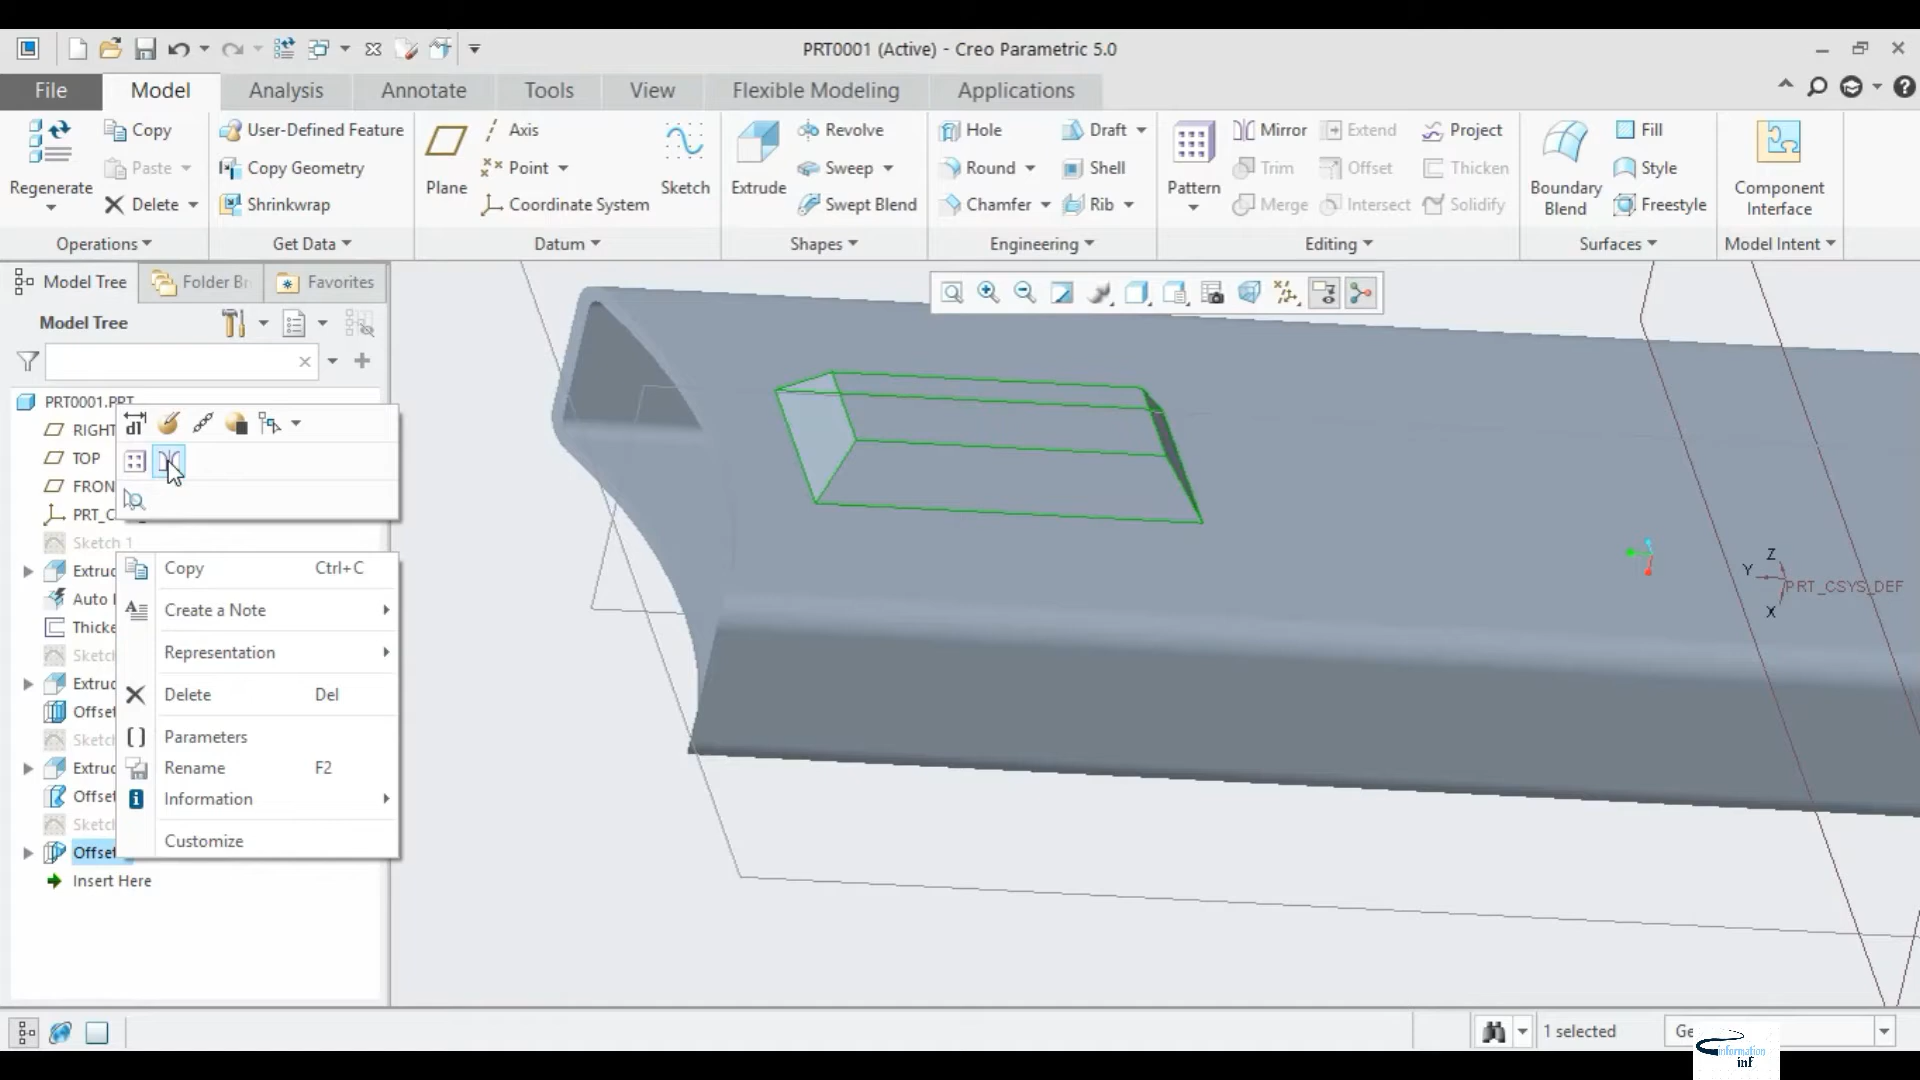 PRT0001 (Active) - Creo Parametric 5.0
File
Model
Analysis
Annotate
Tools
View
Flexible Modeling
Applications
Regenerate
Copy
Paste
Delete
Operations
User-Defined Feature
Copy Geometry
Shrinkwrap
Get Data
Plane
Axis
Point
Coordinate System
Sketch
Datum
Extrude
Revolve
Sweep
Swept Blend
Shapes
Hole
Round
Chamfer
Draft
Shell
Rib
Engineering
Pattern
Mirror
Trim
Merge
Extend
Offset
Intersect
Project
Thicken
Solidify
Editing
Boundary
Blend
Fill
Style
Freestyle
Surfaces
Component
Interface
Model Intent
Model Tree
Folder Br
Favorites
Model Tree
PRT0001.PRT
RIGHT
TOP
FRON
PRT_C
Sketch 1
Extruc
Auto
Thicke
Sketc
Extruc
Offset
Sketc
Extruc
Offset
Sketc
Offset
Insert Here
Copy Ctrl+C
Create a Note
Representation
Delete Del
Parameters
Rename F2
Information
Customize
Z
Y
X
PRT_CSYS_DEF
1 selected
Ge
information
inf